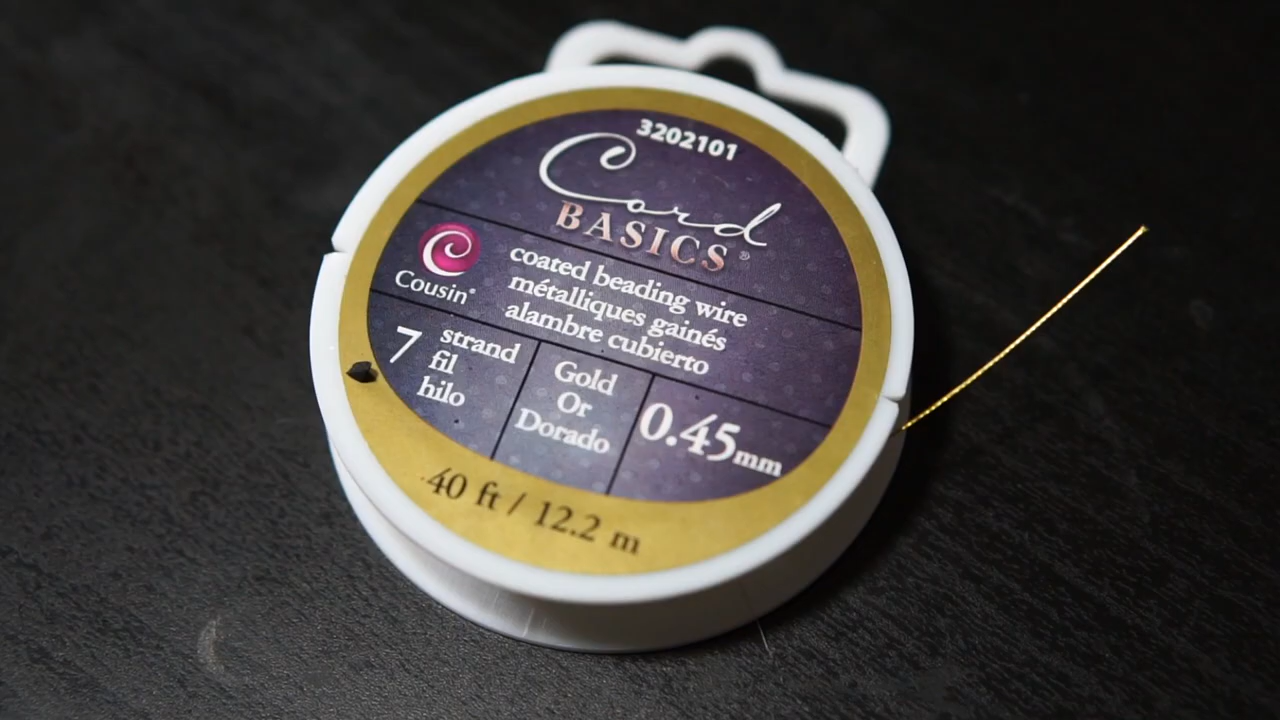 3202101
Cord
BASICS®
Cousin®
coated beading wire
métalliques gainés
alambre cubierto
7 strand
fil
hilo
Gold
Or
Dorado
0.45mm
40 ft / 12.2 m